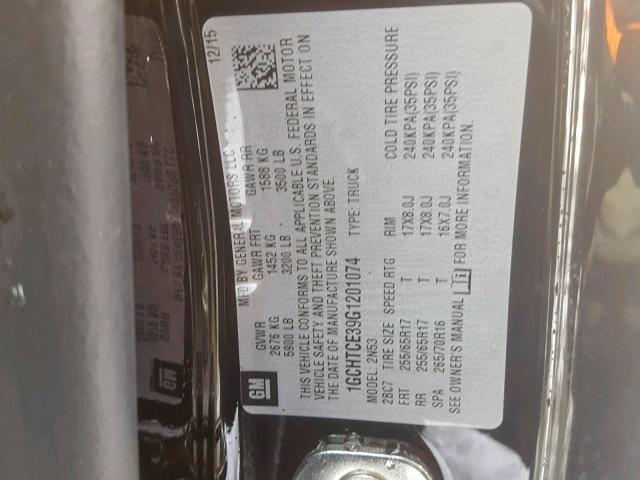 GM
MFD BY GENERAL MOTORS LLC
12/15
GVWR GAWR FRT GAWR RR
2676 KG 1452 KG 1588 KG
5900 LB 3200 LB 3500 LB
THIS VEHICLE CONFORMS TO ALL APPLICABLE U.S. FEDERAL MOTOR
VEHICLE SAFETY AND THEFT PREVENTION STANDARDS IN EFFECT ON
THE DATE OF MANUFACTURE SHOWN ABOVE.
1GCHTCE39G1201074 TYPE: TRUCK
MODEL: 2N53
2BC7 TIRE SIZE SPEED RTG RIM COLD TIRE PRESSURE
FRT 255/65R17 T 17X8.0J 240KPA(35PSI)
RR 255/65R17 T 17X8.0J 240KPA(35PSI)
SPA 265/70R16 T 16X7.0J 240KPA(35PSI)
SEE OWNER'S MANUAL FOR MORE INFORMATION.